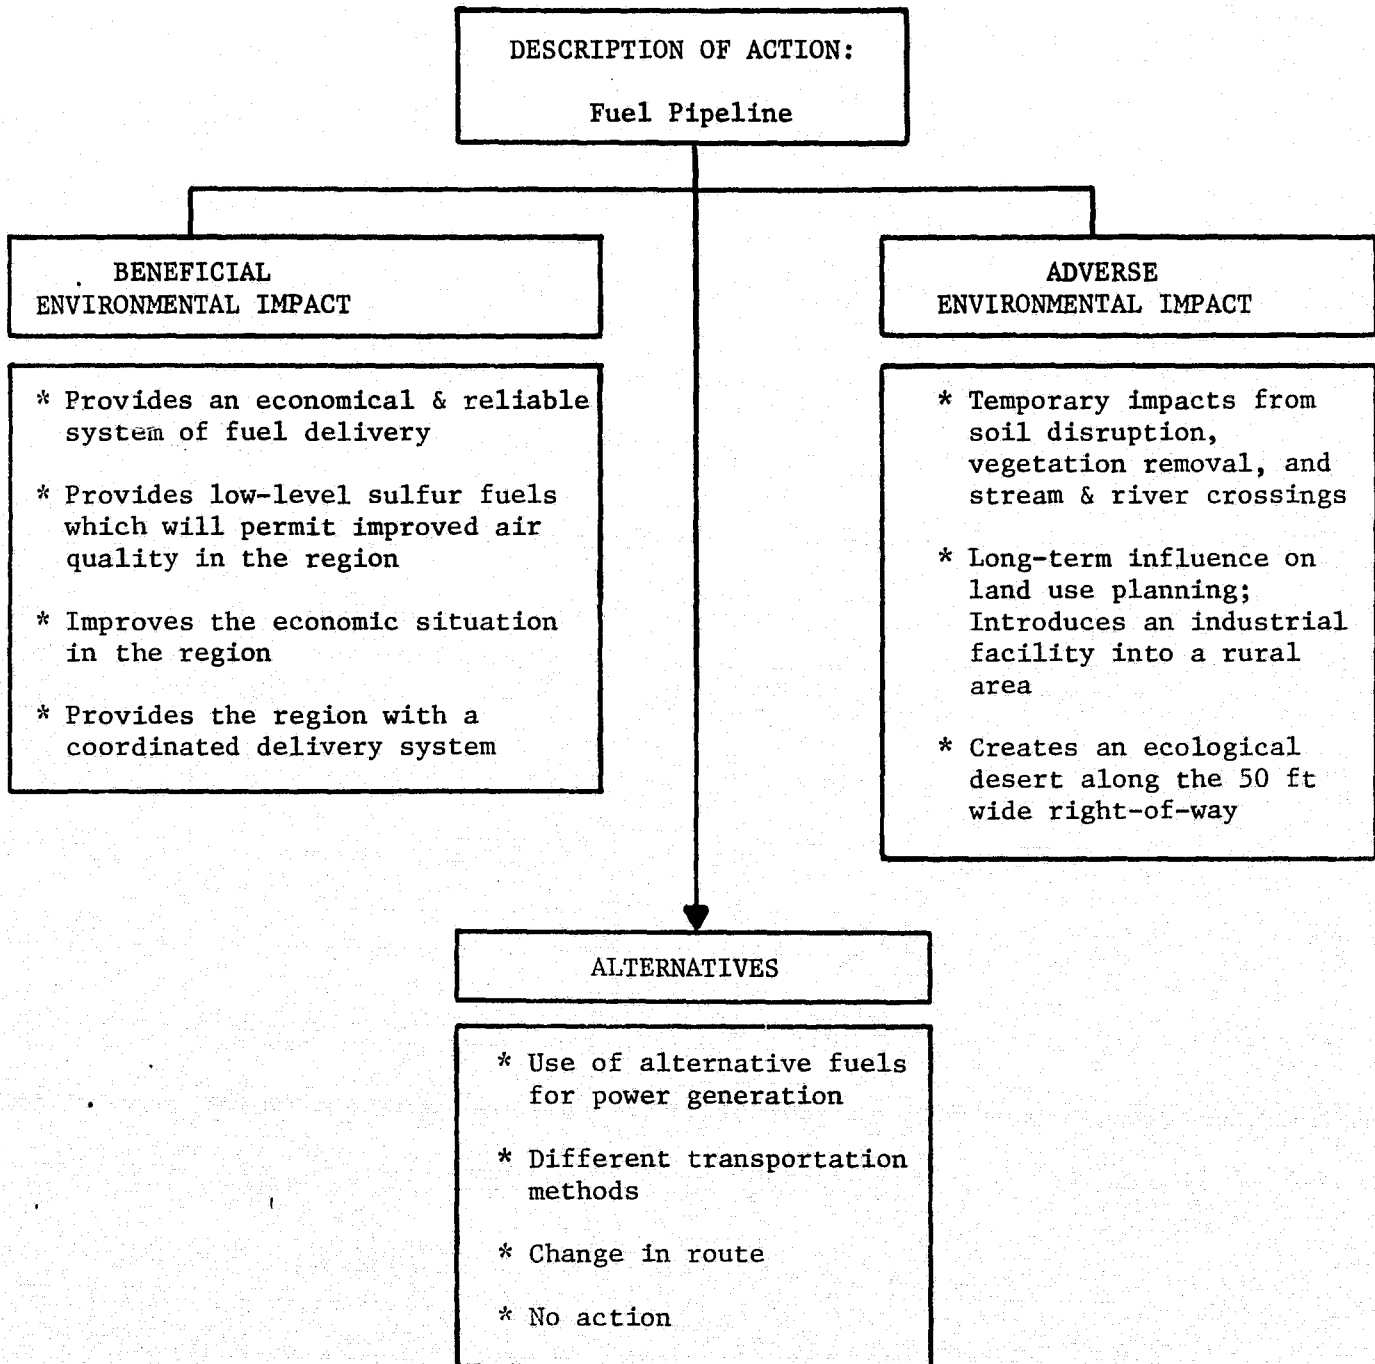 DESCRIPTION OF ACTION:
Fuel Pipeline
BENEFICIAL
ENVIRONMENTAL IMPACT
* Provides an economical & reliable
system of fuel delivery
* Provides low-level sulfur fuels
which will permit improved air
quality in the region
* Improves the economic situation
in the region
* Provides the region with a
coordinated delivery system
ADVERSE
ENVIRONMENTAL IMPACT
* Temporary impacts from
soil disruption,
vegetation removal, and
stream & river crossings
* Long-term influence on
land use planning;
Introduces an industrial
facility into a rural
area
* Creates an ecological
desert along the 50 ft
wide right-of-way
ALTERNATIVES
* Use of alternative fuels
for power generation
* Different transportation
methods
* Change in route
* No action